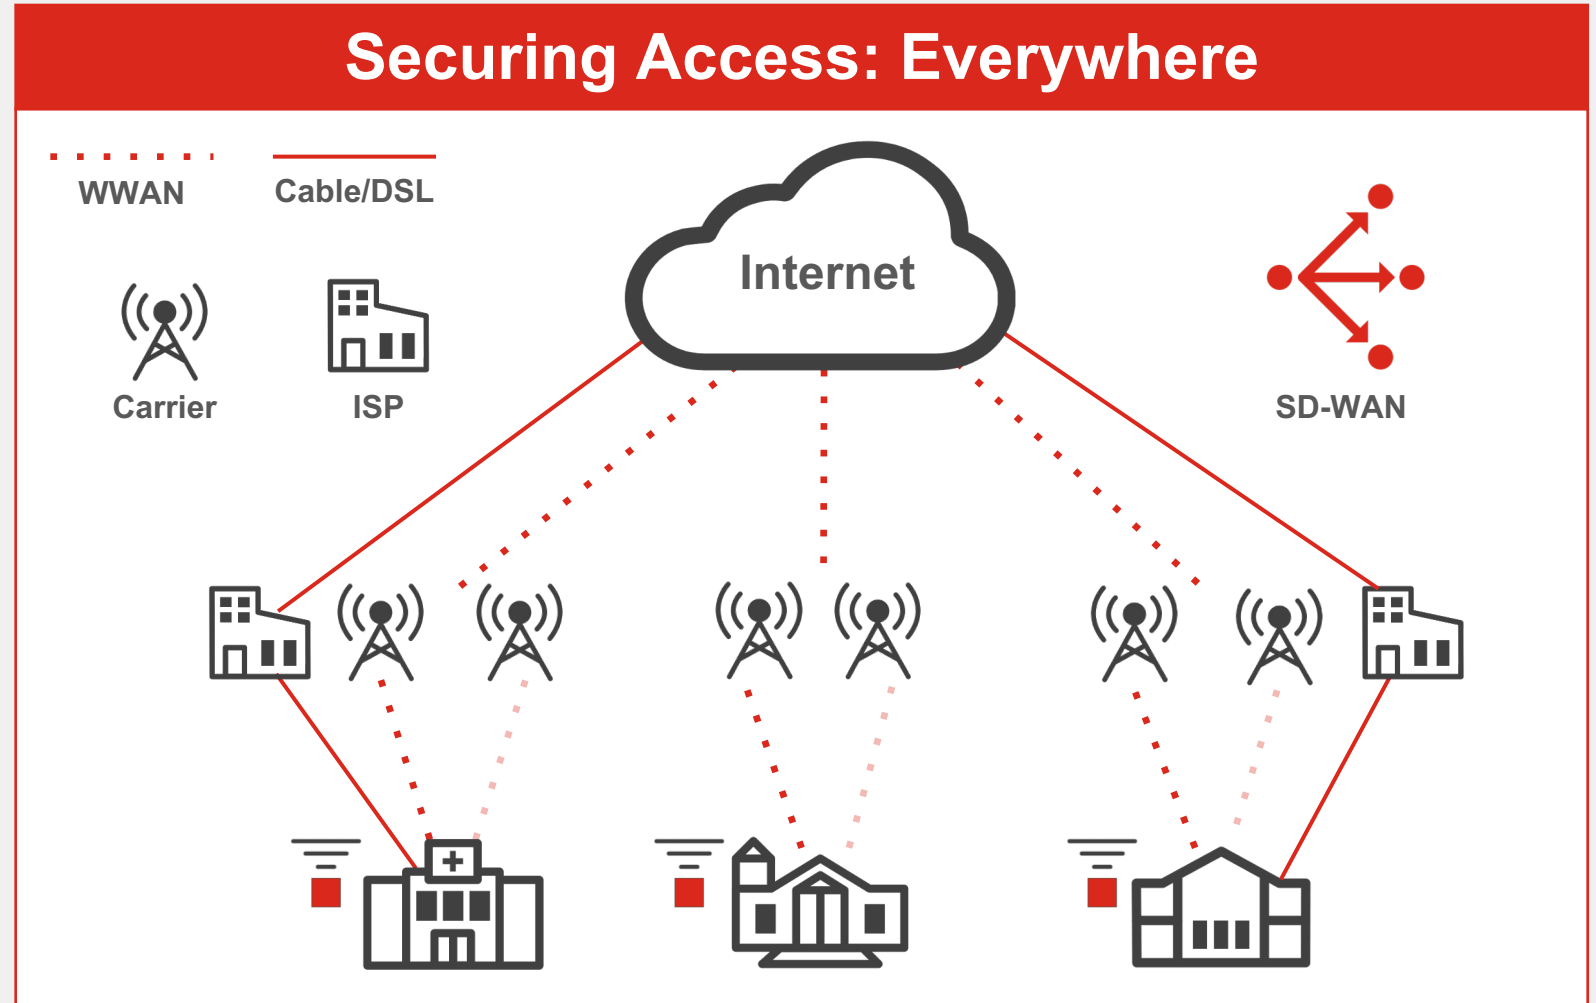 Securing Access: Everywhere
WWAN
Cable/DSL
Internet
Carrier
ISP
SD-WAN